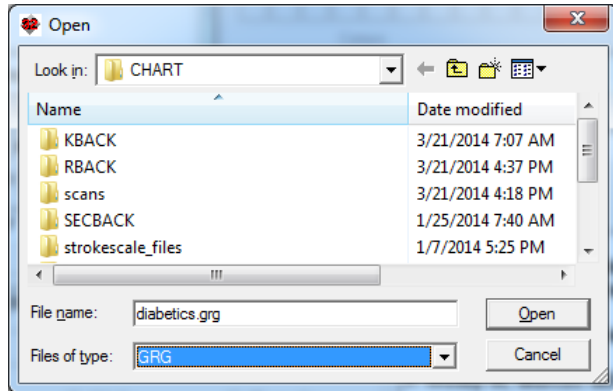 Open
Look in: CHART
Name Date modified
KBACK 3/21/2014 7:07 AM
RBACK 3/21/2014 4:37 PM
scans 3/21/2014 4:18 PM
SECBACK 1/25/2014 7:40 AM
strokescale_files 1/7/2014 5:25 PM
File name: diabetics.grg Open
Files of type: GRG Cancel